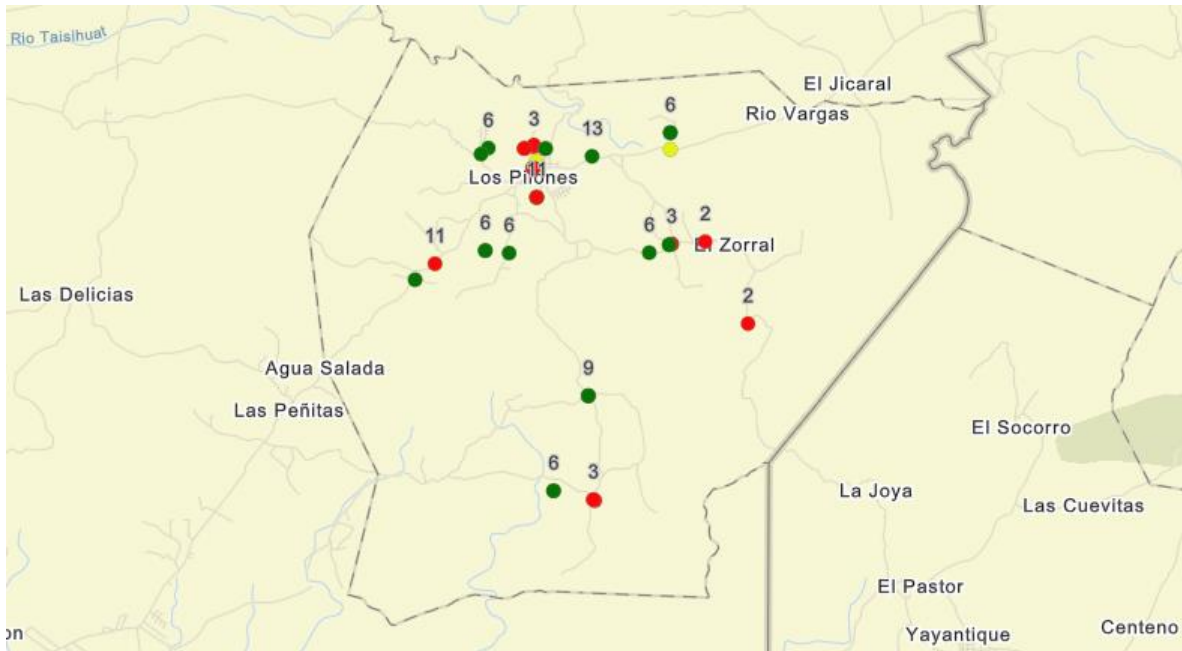 Rio Taisihuat
El Jicaral
Rio Vargas
6
3
13
6
Los Pilones
11
11
6
6
6
3
2
El Zorral
2
Las Delicias
Agua Salada
9
Las Peñitas
El Socorro
6
3
La Joya
Las Cuevitas
El Pastor
Centeno
Yayantique
on